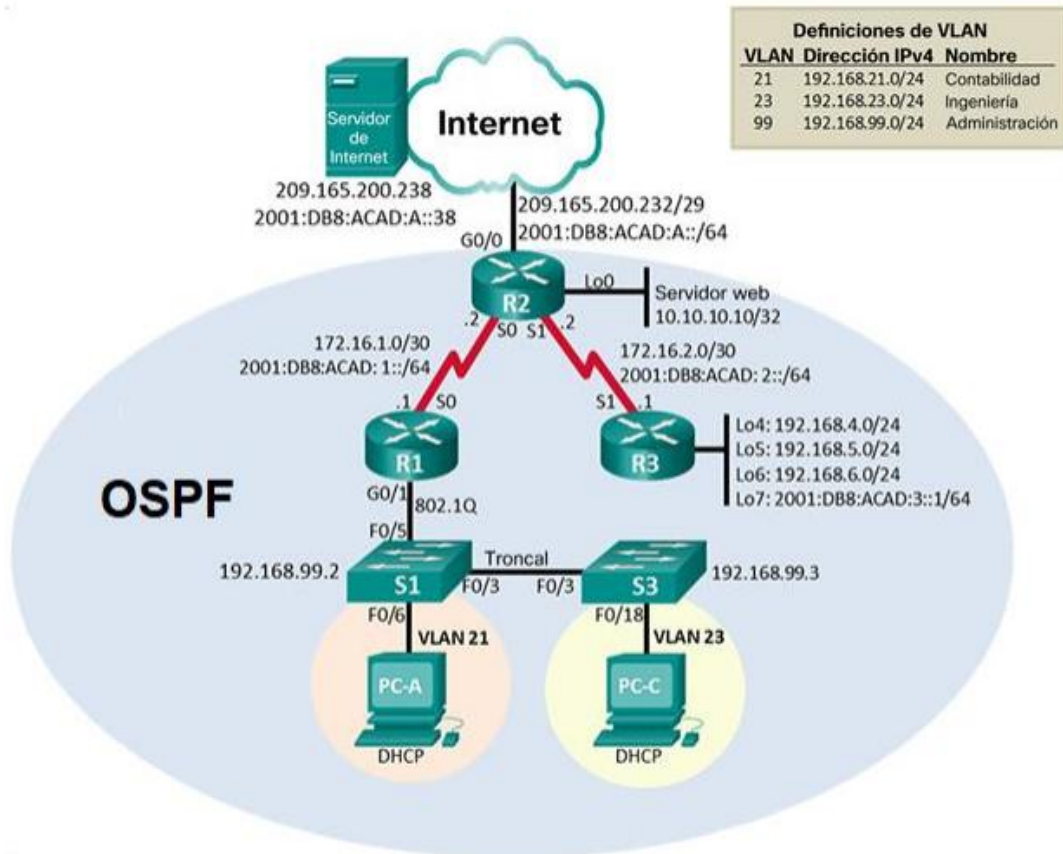 Definiciones de VLAN
VLAN Dirección IPv4 Nombre
21 192.168.21.0/24 Contabilidad
23 192.168.23.0/24 Ingeniería
99 192.168.99.0/24 Administración
Servidor
de
Internet
Internet
209.165.200.238
2001:DB8:ACAD:A::38
209.165.200.232/29
2001:DB8:ACAD:A::/64
G0/0
R2
Lo0
Servidor web
10.10.10.10/32
.2 S0 S1 .2
172.16.1.0/30
2001:DB8:ACAD: 1::/64
172.16.2.0/30
2001:DB8:ACAD: 2::/64
.1 S0
S1 .1
R1
R3
Lo4: 192.168.4.0/24
Lo5: 192.168.5.0/24
Lo6: 192.168.6.0/24
Lo7: 2001:DB8:ACAD:3::1/64
OSPF
G0/1
802.1Q
F0/5
192.168.99.2
S1
F0/3
Troncal
F0/3
S3
192.168.99.3
F0/6
VLAN 21
F0/18
VLAN 23
PC-A
PC-C
DHCP
DHCP